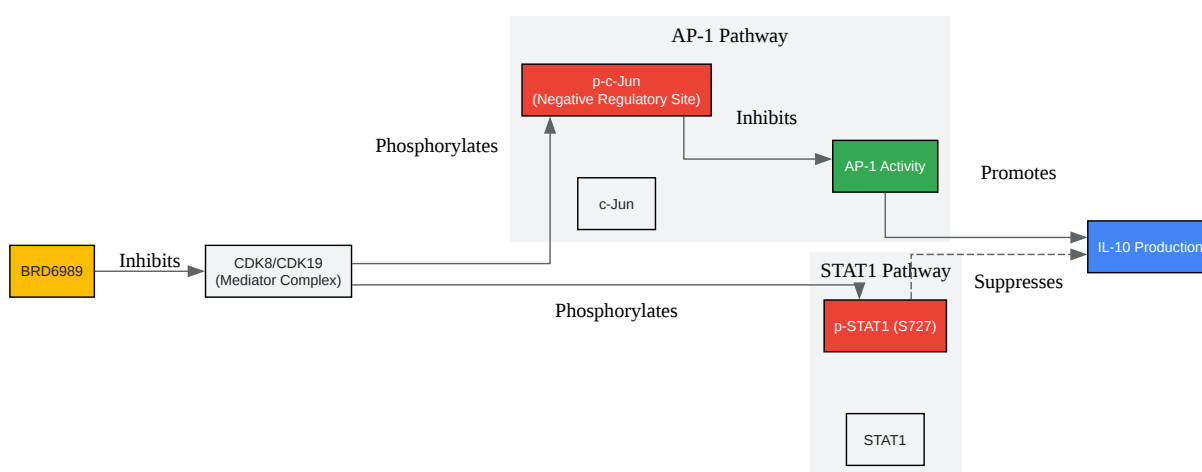 AP-1 Pathway
p-c-Jun
(Negative Regulatory Site)
Inhibits
Phosphorylates
AP-1 Activity
Promotes
c-Jun
BRD6989
Inhibits
CDK8/CDK19
(Mediator Complex)
IL-10 Production
STAT1 Pathway
Suppresses
Phosphorylates
p-STAT1 (S727)
STAT1